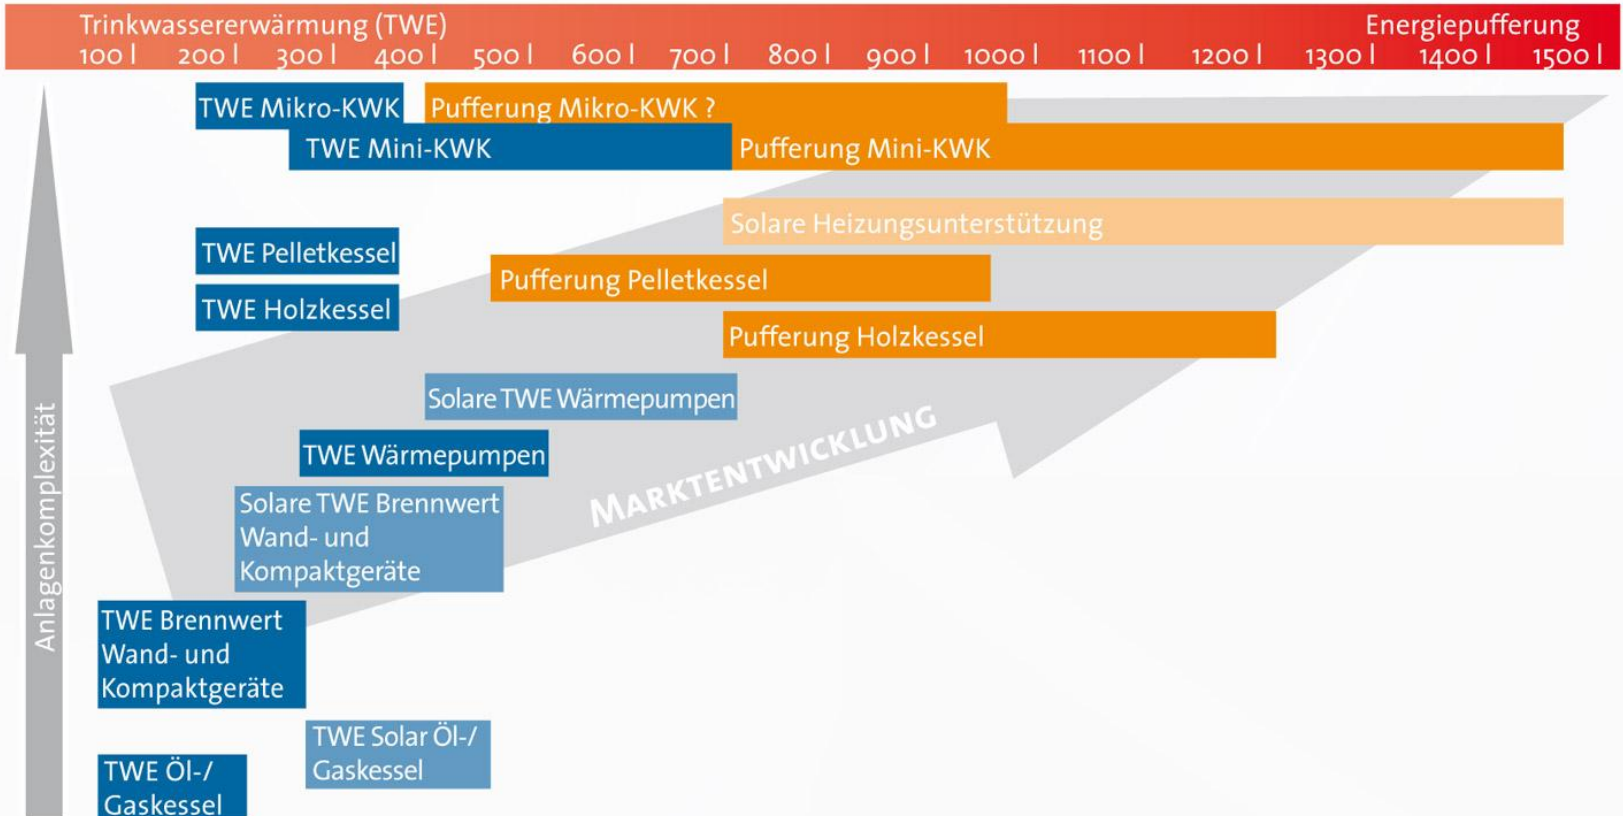 Trinkwassererwärmung (TWE)
Energiepufferung
100 200 300 400 500 600 700 800 900 1000 1100 1200 1300 1400 1500
TWE Mikro-KWK
Pufferung Mikro-KWK ?
TWE Mini-KWK
Pufferung Mini-KWK
Solare Heizungsunterstützung
TWE Pelletkessel
Pufferung Pelletkessel
TWE Holzkessel
Pufferung Holzkessel
Solare TWE Wärmepumpen
TWE Wärmepumpen
MARKTENTWICKLUNG
Solare TWE Brennwert
Wand- und
Kompaktgeräte
Anlagenkomplexität
TWE Brennwert
Wand- und
Kompaktgeräte
TWE Solar Öl-/
Gaskessel
TWE Öl-/
Gaskessel